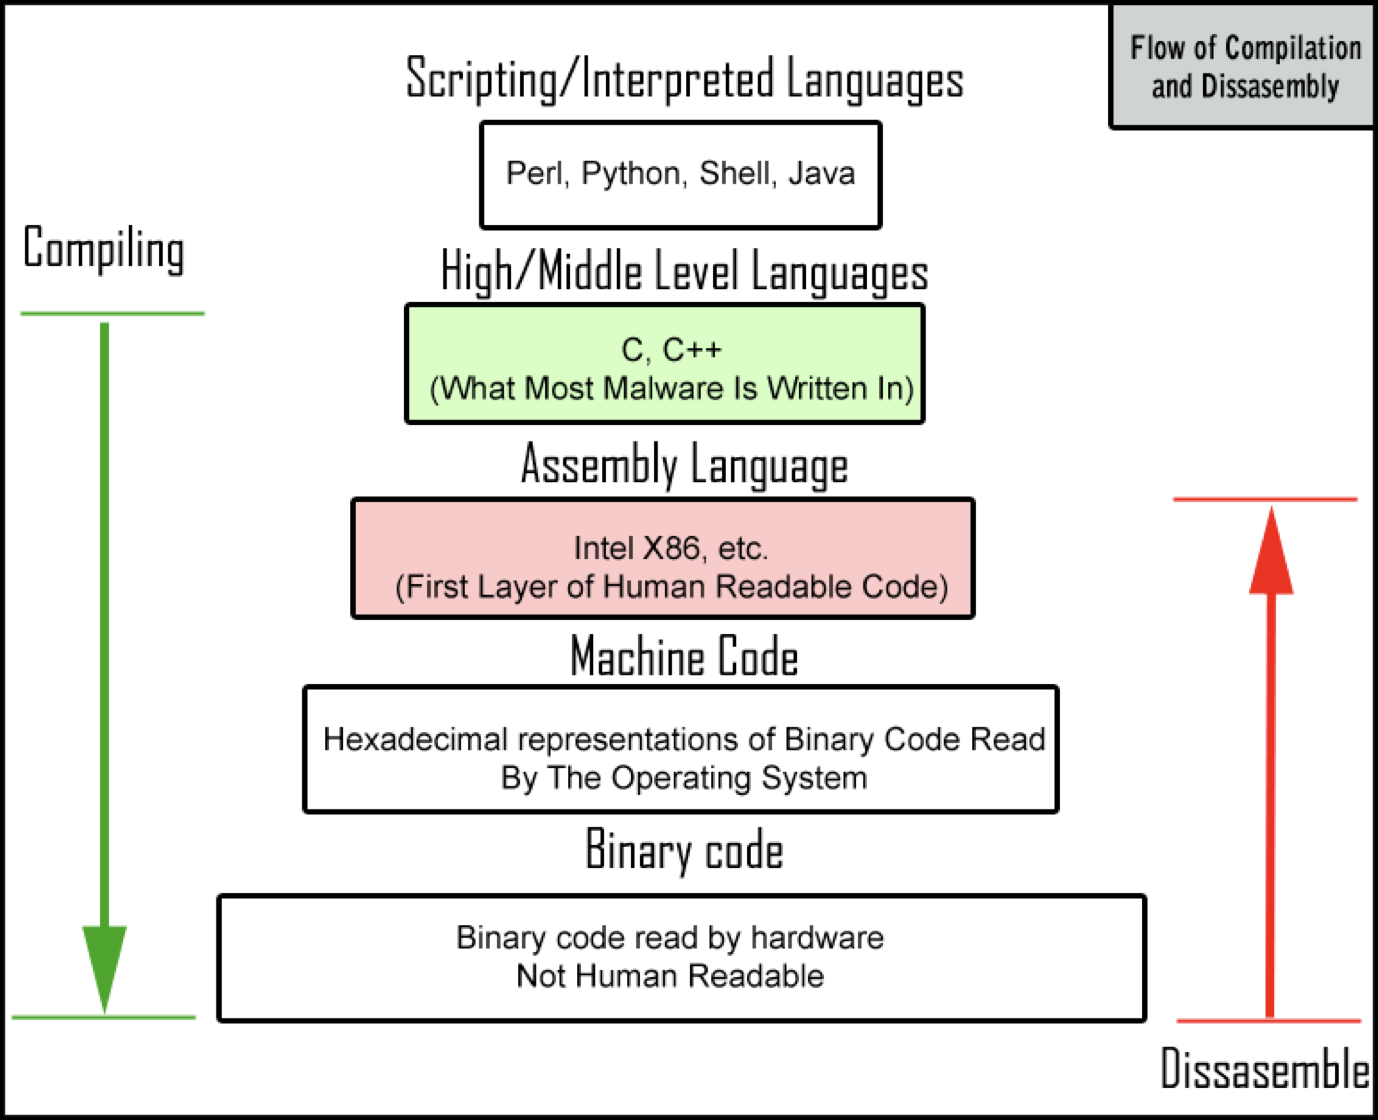 Flow of Compilation
and Dissasembly
Scripting/Interpreted Languages
Perl, Python, Shell, Java
Compiling
High/Middle Level Languages
C, C++
(What Most Malware Is Written In)
Assembly Language
Intel X86, etc.
(First Layer of Human Readable Code)
Machine Code
Hexadecimal representations of Binary Code Read
By The Operating System
Binary code
Binary code read by hardware
Not Human Readable
Dissasemble